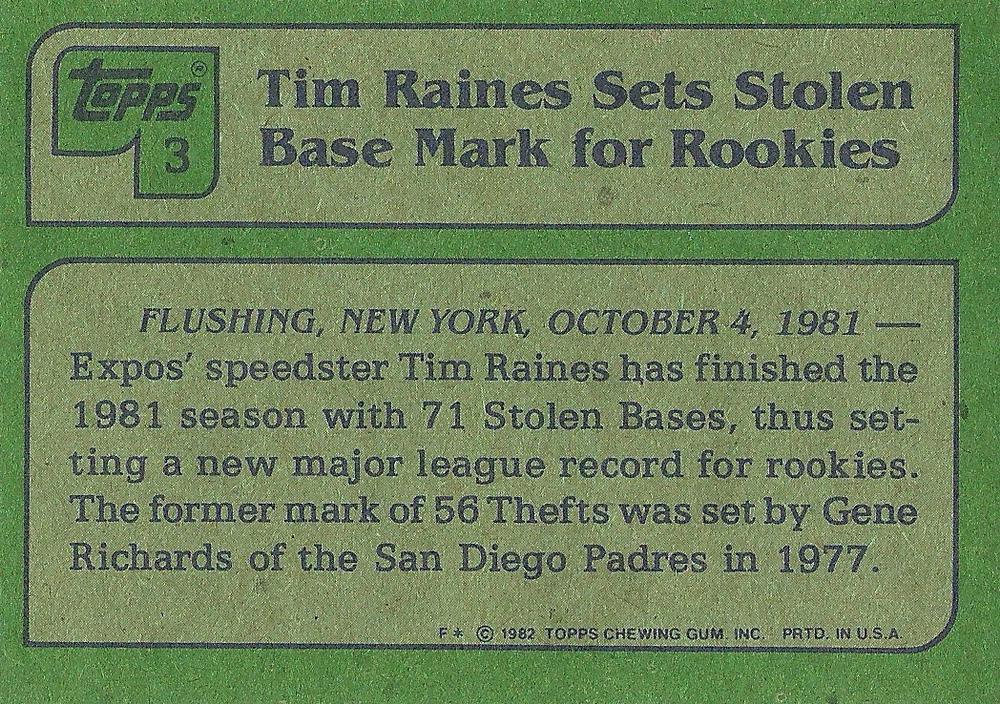 topps®
3
Tim Raines Sets Stolen
Base Mark for Rookies
FLUSHING, NEW YORK, OCTOBER 4, 1981 —
Expos' speedster Tim Raines has finished the
1981 season with 71 Stolen Bases, thus set-
ting a new major league record for rookies.
The former mark of 56 Thefts was set by Gene
Richards of the San Diego Padres in 1977.
F* © 1982 TOPPS CHEWING GUM. INC. PRTD. IN U.S.A.